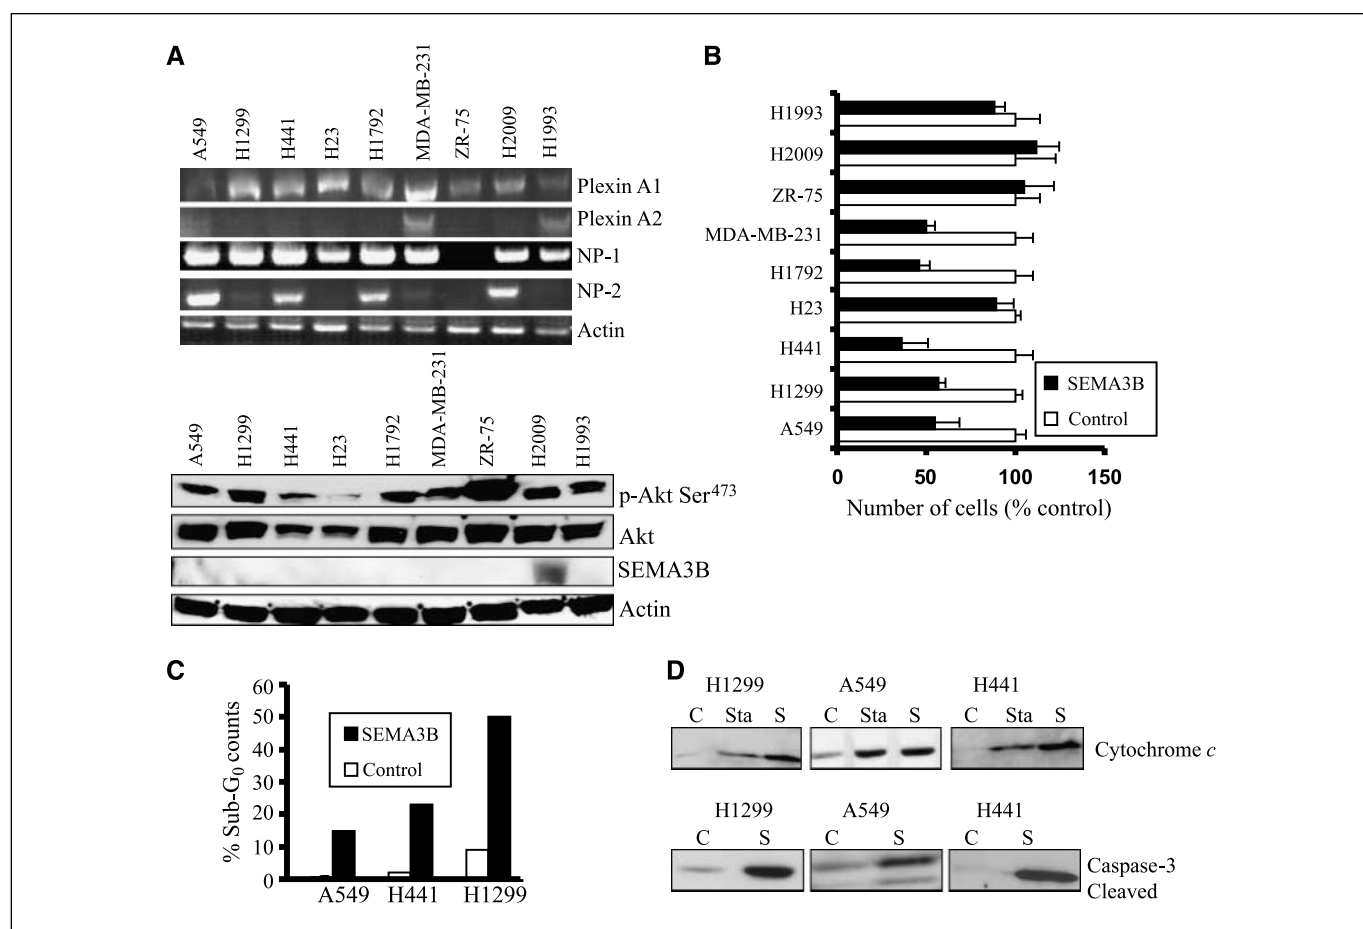 A
A549
H1299
H441
H23
H1792
MDA-MB-231
ZR-75
H2009
H1993
Plexin A1
Plexin A2
NP-1
NP-2
Actin
A549
H1299
H441
H23
H1792
MDA-MB-231
ZR-75
H2009
H1993
p-Akt Ser473
Akt
SEMA3B
Actin
B
H1993
H2009
ZR-75
MDA-MB-231
H1792
H23
H441
H1299
A549
SEMA3B
Control
0 50 100 150
Number of cells (% control)
C
% Sub-G0 counts
60
50
40
30
20
10
0
SEMA3B
Control
A549 H441 H1299
D
H1299 A549 H441
C Sta S C Sta S C Sta S
Cytochrome c
H1299 A549 H441
C S C S C S
Caspase-3
Cleaved